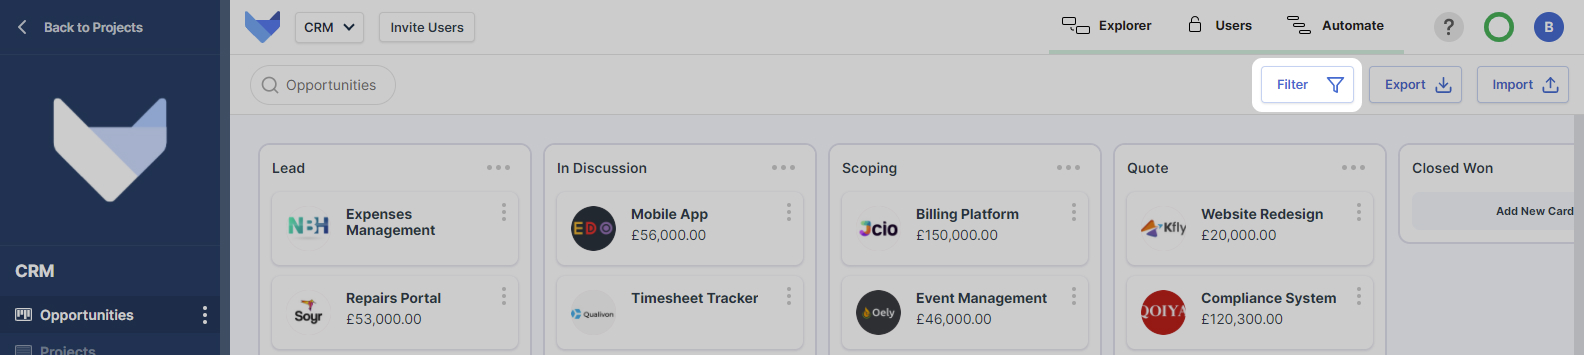 Back to Projects
CRM
Invite Users
Explorer
Users
Automate
?
B
Opportunities
Filter
Export
Import
Lead
In Discussion
Scoping
Quote
Closed Won
NBH
Expenses
Management
EDO
Mobile App
£56,000.00
Jcio
Billing Platform
£150,000.00
Kfly
Website Redesign
£20,000.00
Add New Card
CRM
Opportunities
Projects
Soyr
Repairs Portal
£53,000.00
Qualivon
Timesheet Tracker
Oely
Event Management
£46,000.00
QOIYA
Compliance System
£120,300.00